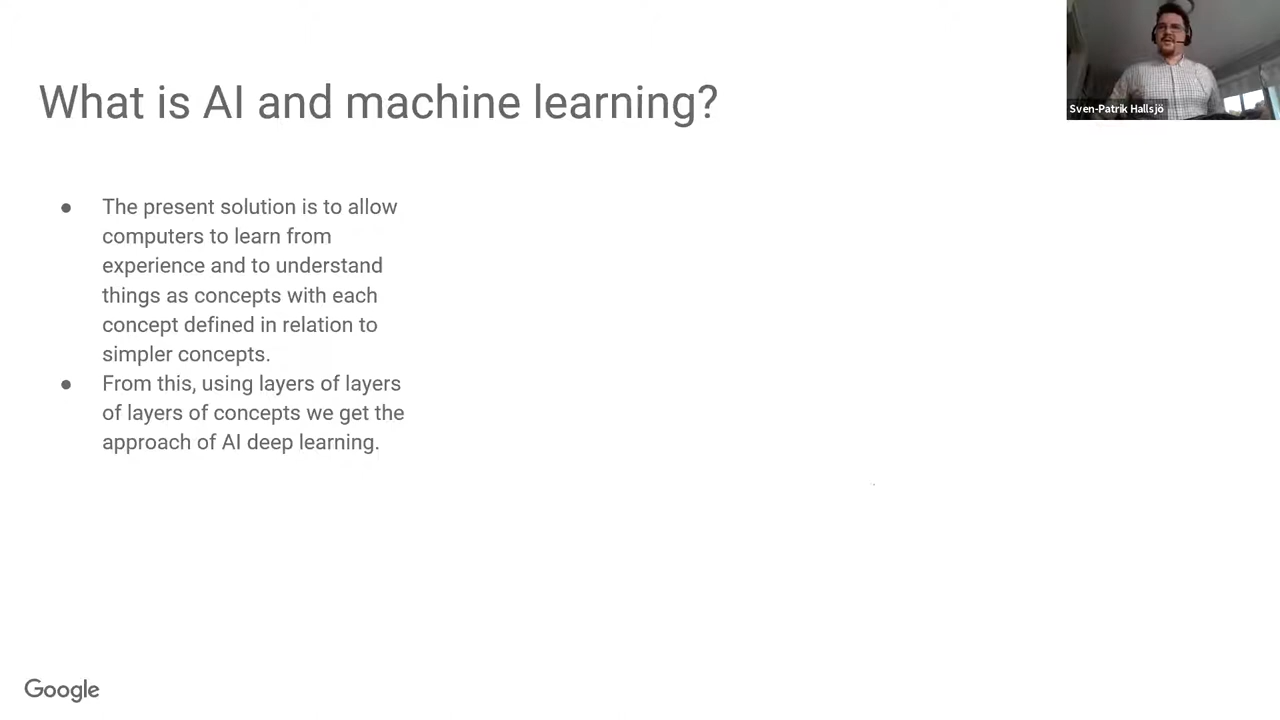 What is AI and machine learning?
Sven-Patrik Hallsjö
● The present solution is to allow
computers to learn from
experience and to understand
things as concepts with each
concept defined in relation to
simpler concepts.
● From this, using layers of layers
of layers of concepts we get the
approach of AI deep learning.
Google